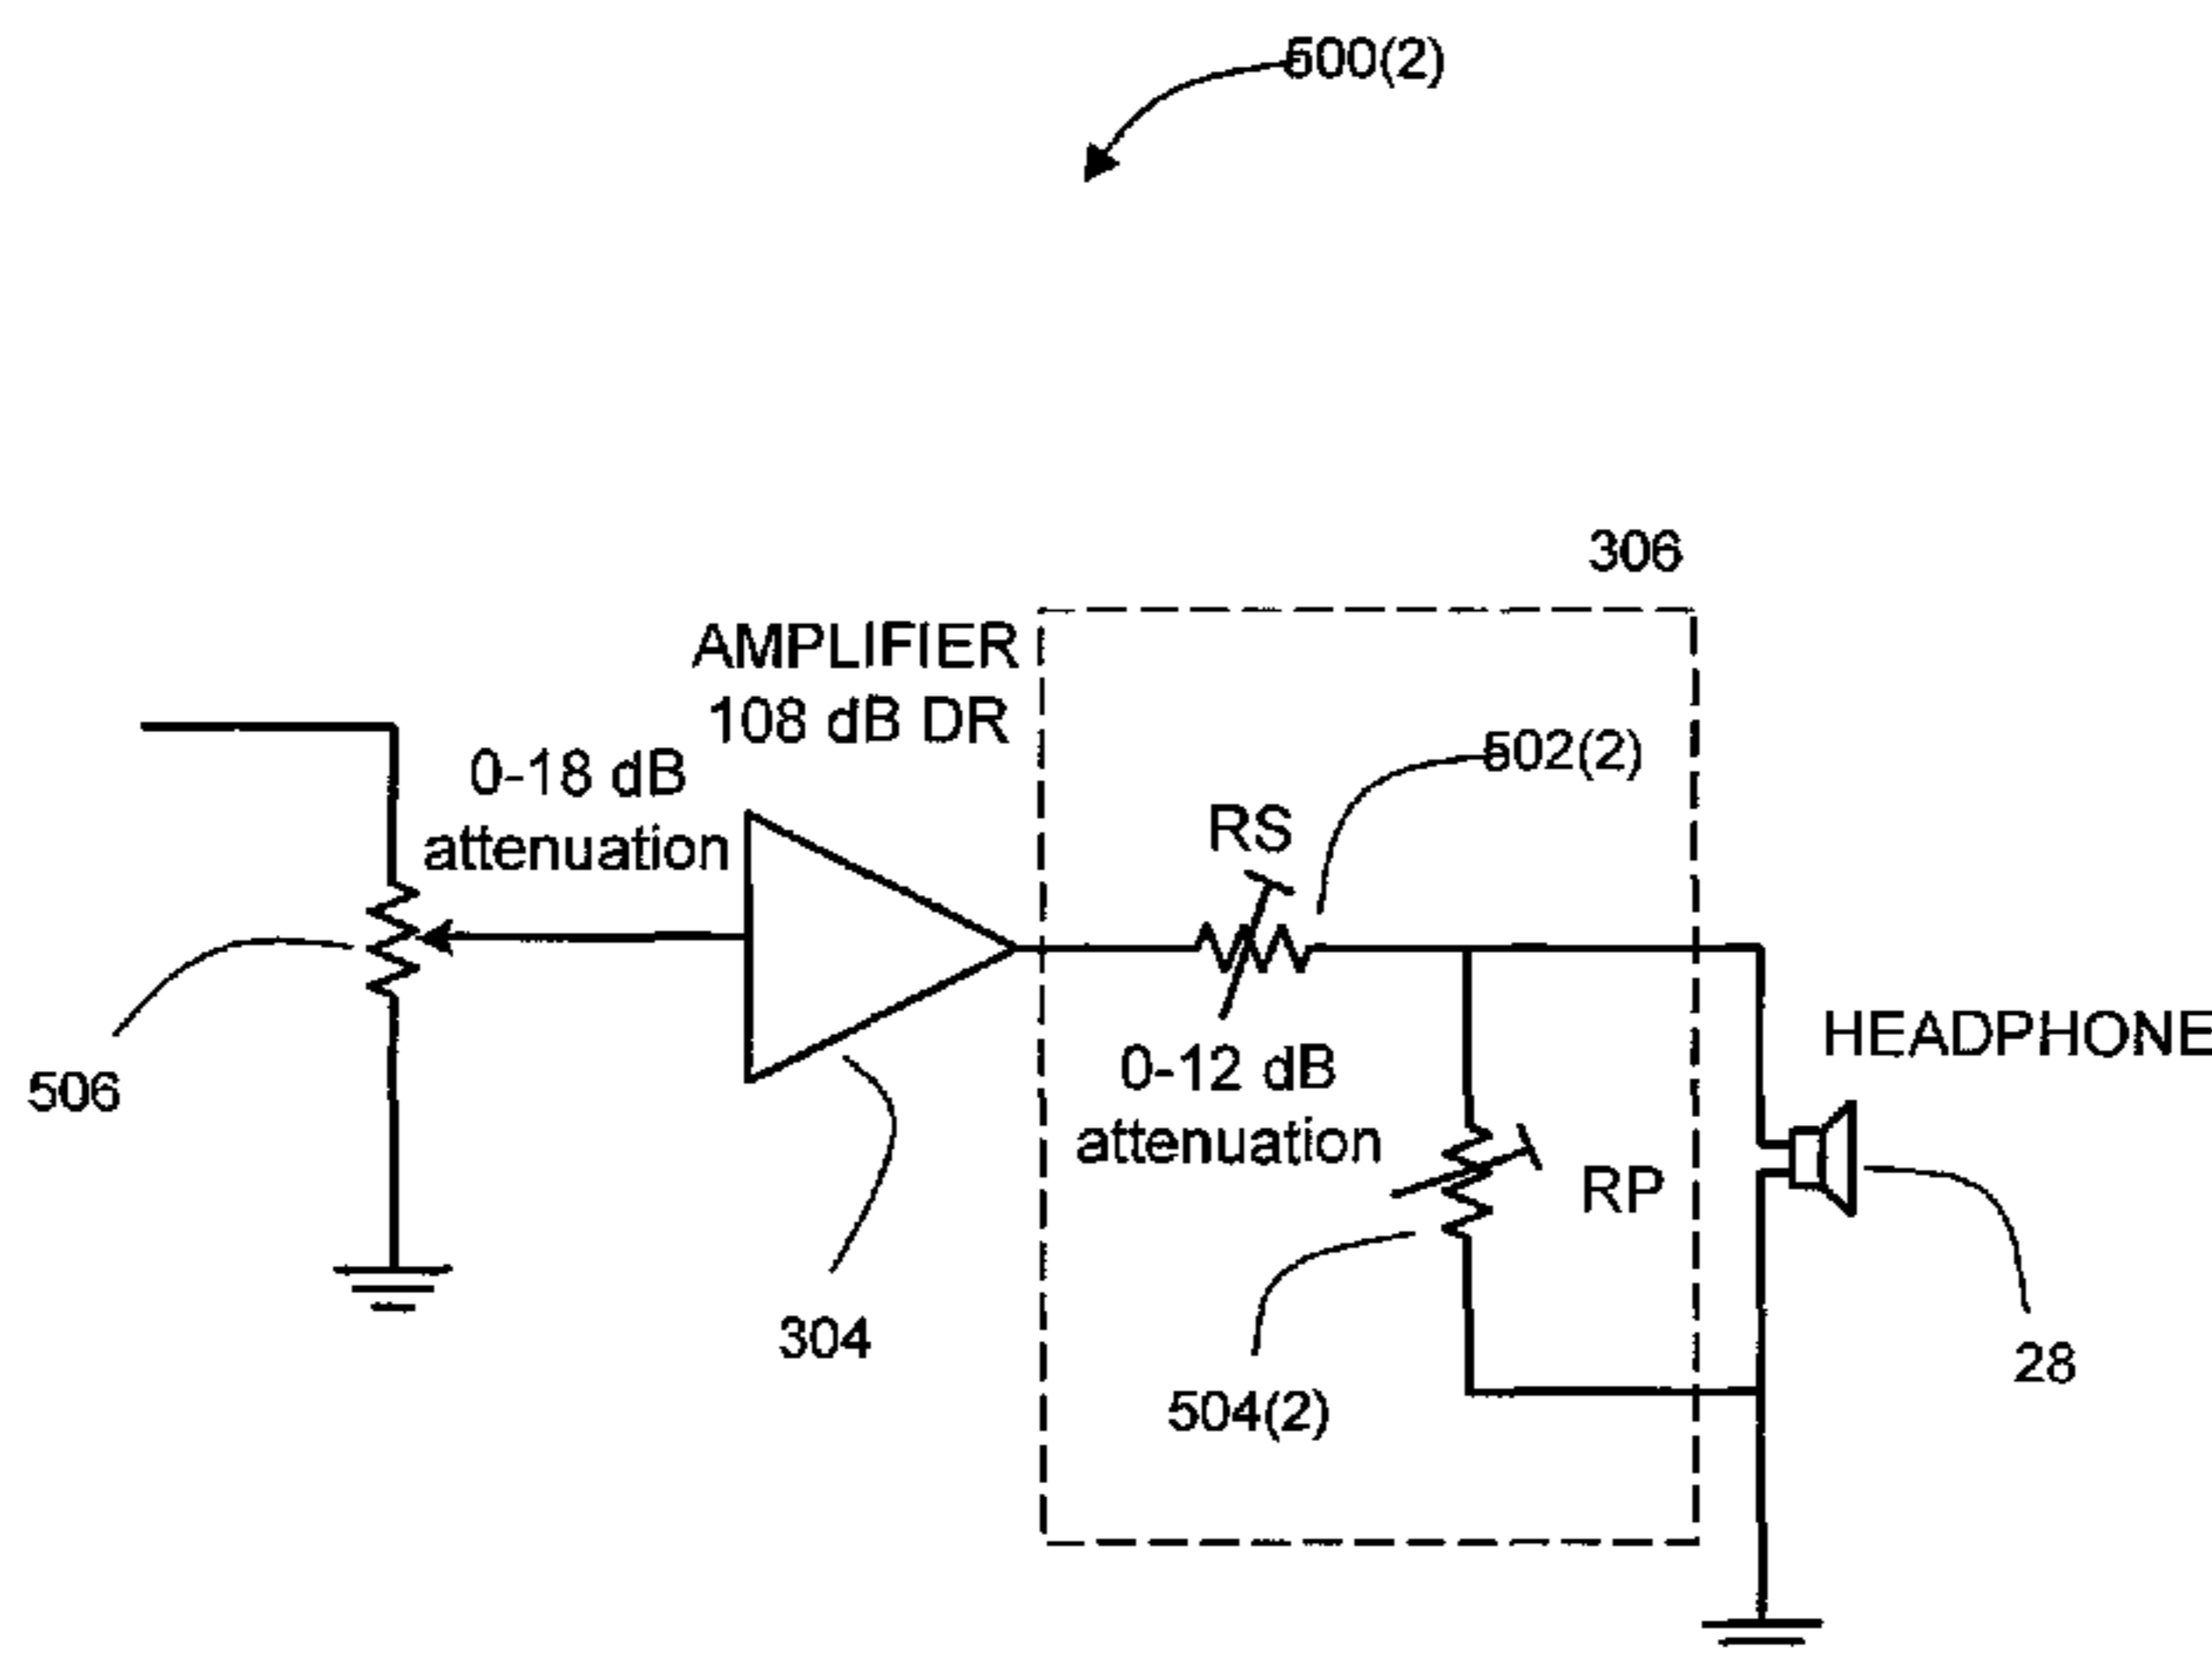 500(2)
306
AMPLIFIER
108 dB DR
0-18 dB
attenuation
502(2)
RS
HEADPHONE
0-12 dB
attenuation
506
RP
304
28
504(2)